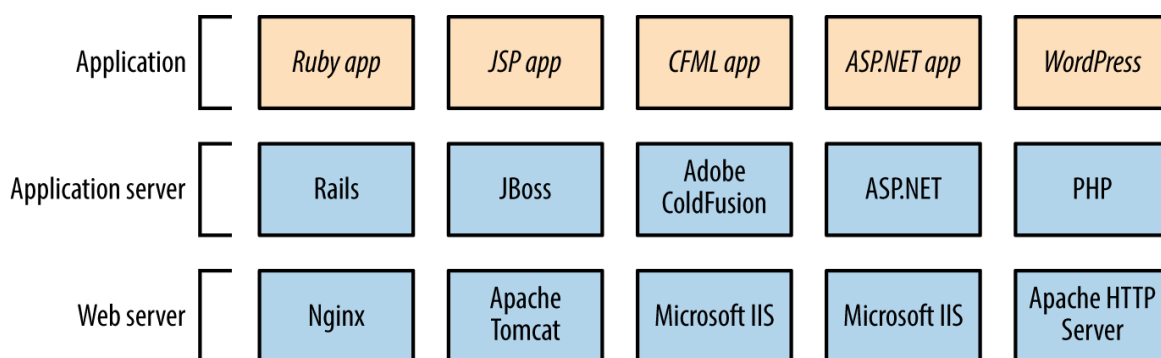 Application
Ruby app
JSP app
CFML app
ASP.NET app
WordPress
Application server
Rails
JBoss
Adobe
ColdFusion
ASP.NET
PHP
Web server
Nginx
Apache
Tomcat
Microsoft IIS
Microsoft IIS
Apache HTTP
Server